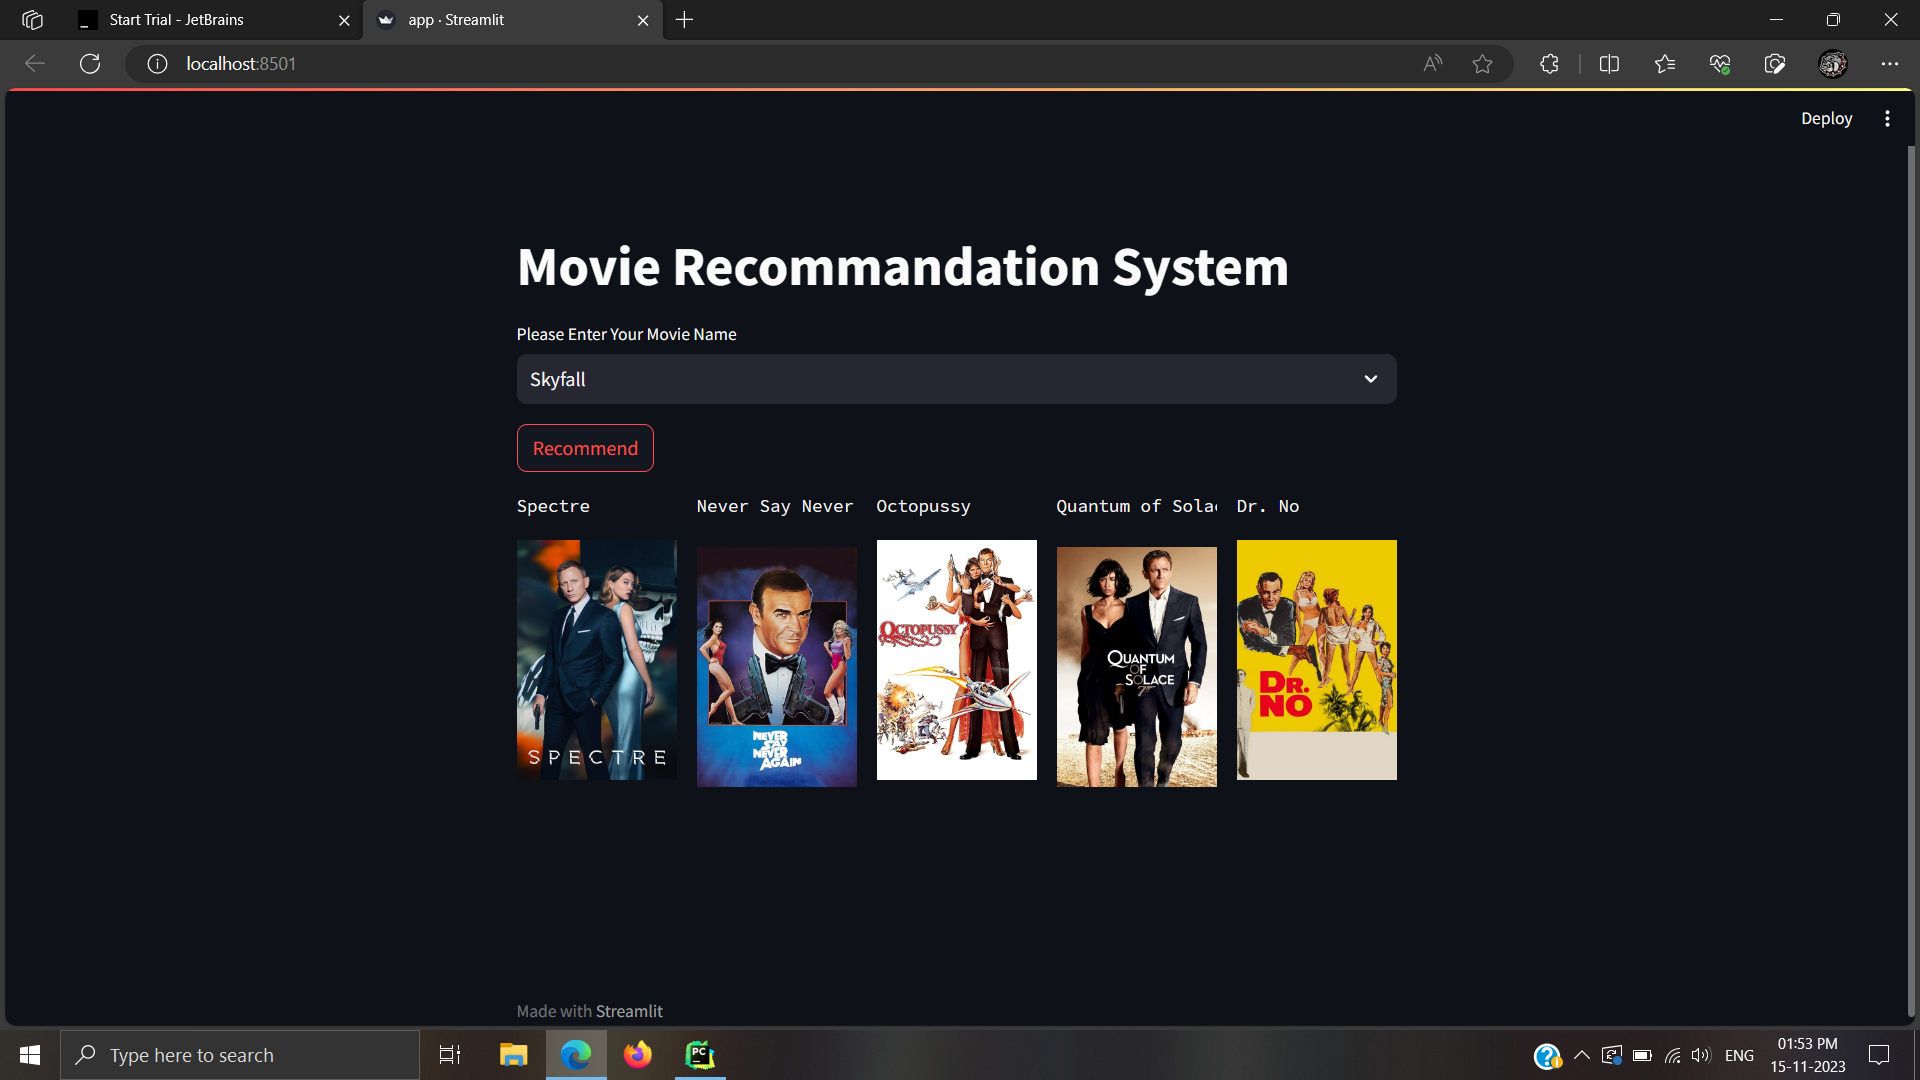 Start Trial - JetBrains
app · Streamlit
localhost:8501
Deploy
Movie Recommandation System
Please Enter Your Movie Name
Skyfall
Recommend
Spectre
Never Say Never
Octopussy
Quantum of Sola
Dr. No
SPECTRE
NEVER
SAY
NEVER
AGAIN
OCTOPUSSY
QUANTUM
OF
SOLACE
007
DR.
NO
Made with Streamlit
Type here to search
PC
ENG
01:53 PM
15-11-2023